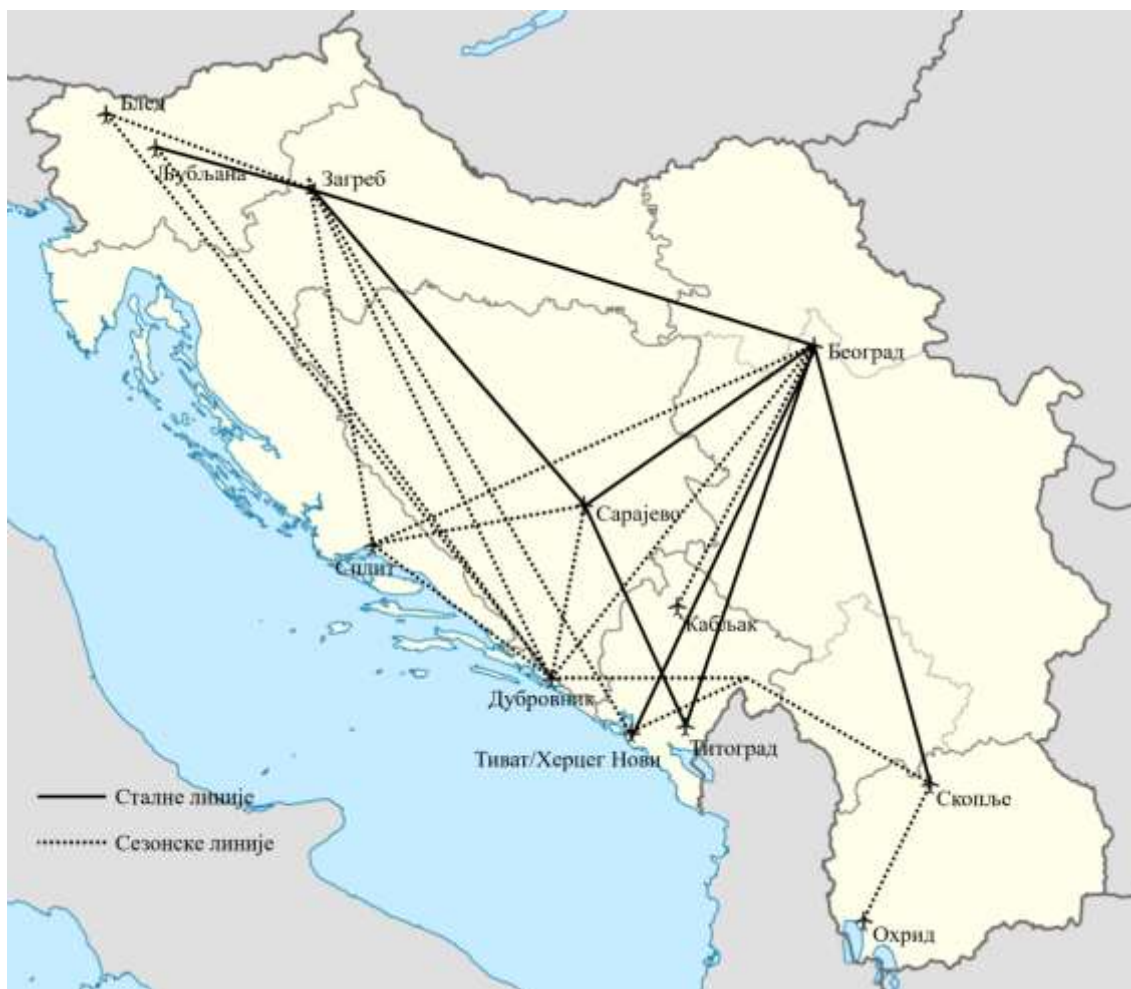 Блед
Љубљана
Загреб
Београд
Сарајево
Сплит
Кабљак
Дубровник
Титоград
Тиват/Херцег Нови
Скопље
Сталне линије
Сезонске линије
Охрид